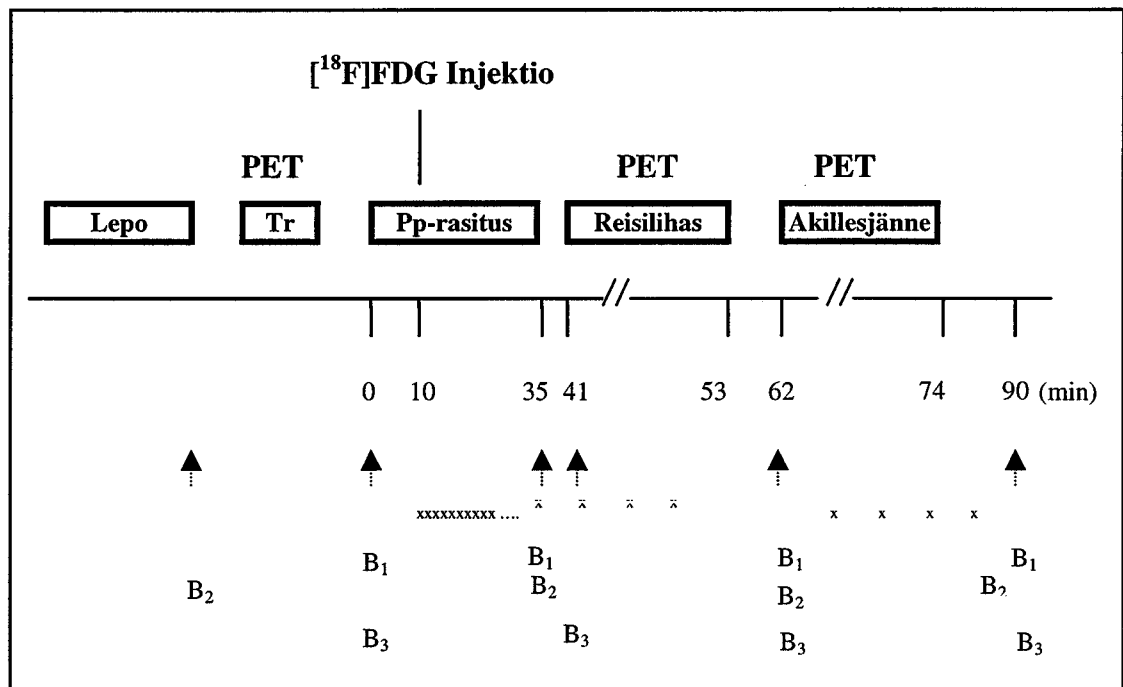 [¹⁸F]FDG Injektio
PET PET PET
Lepo Tr Pp-rasitus Reisilihas Akillesjänne
// //
0 10 35 41 53 62 74 90 (min)
xxxxxxxxxx .... x x x x
B₁ B₁ B₁ B₁
B₂ B₂ B₂ B₂
B₃ B₃ B₃ B₃